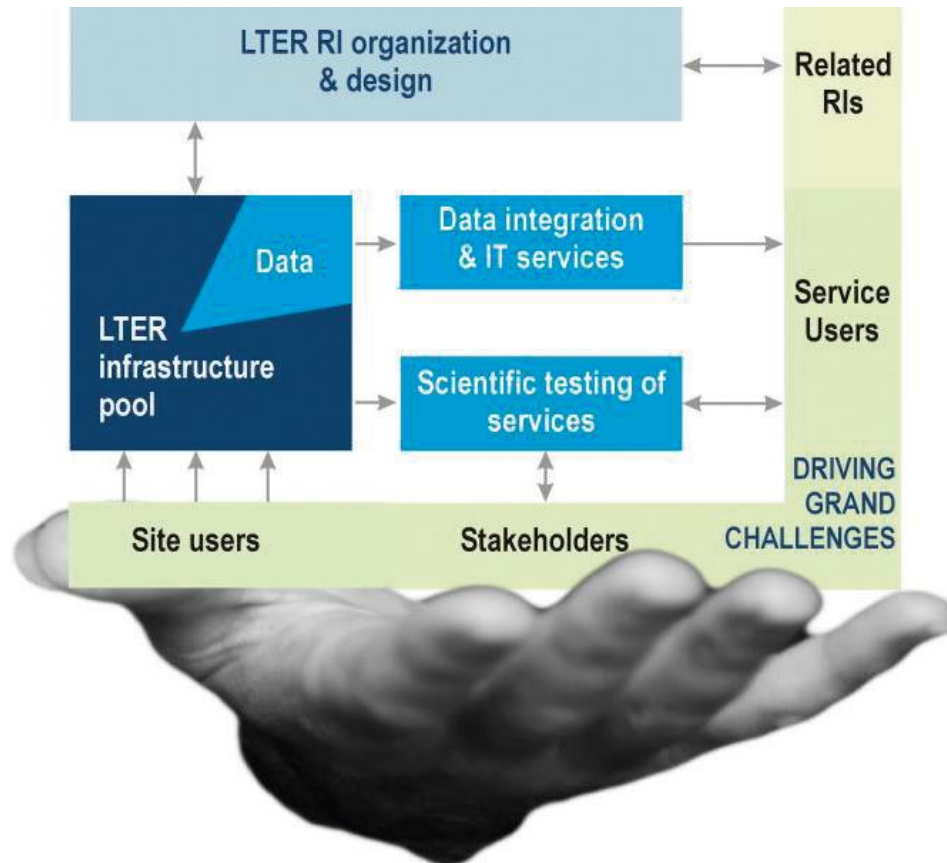 LTER RI organization
& design
Related
RIs
Data
Data integration
& IT services
LTER
infrastructure
pool
Service
Users
Scientific testing of
services
DRIVING
GRAND
CHALLENGES
Site users
Stakeholders